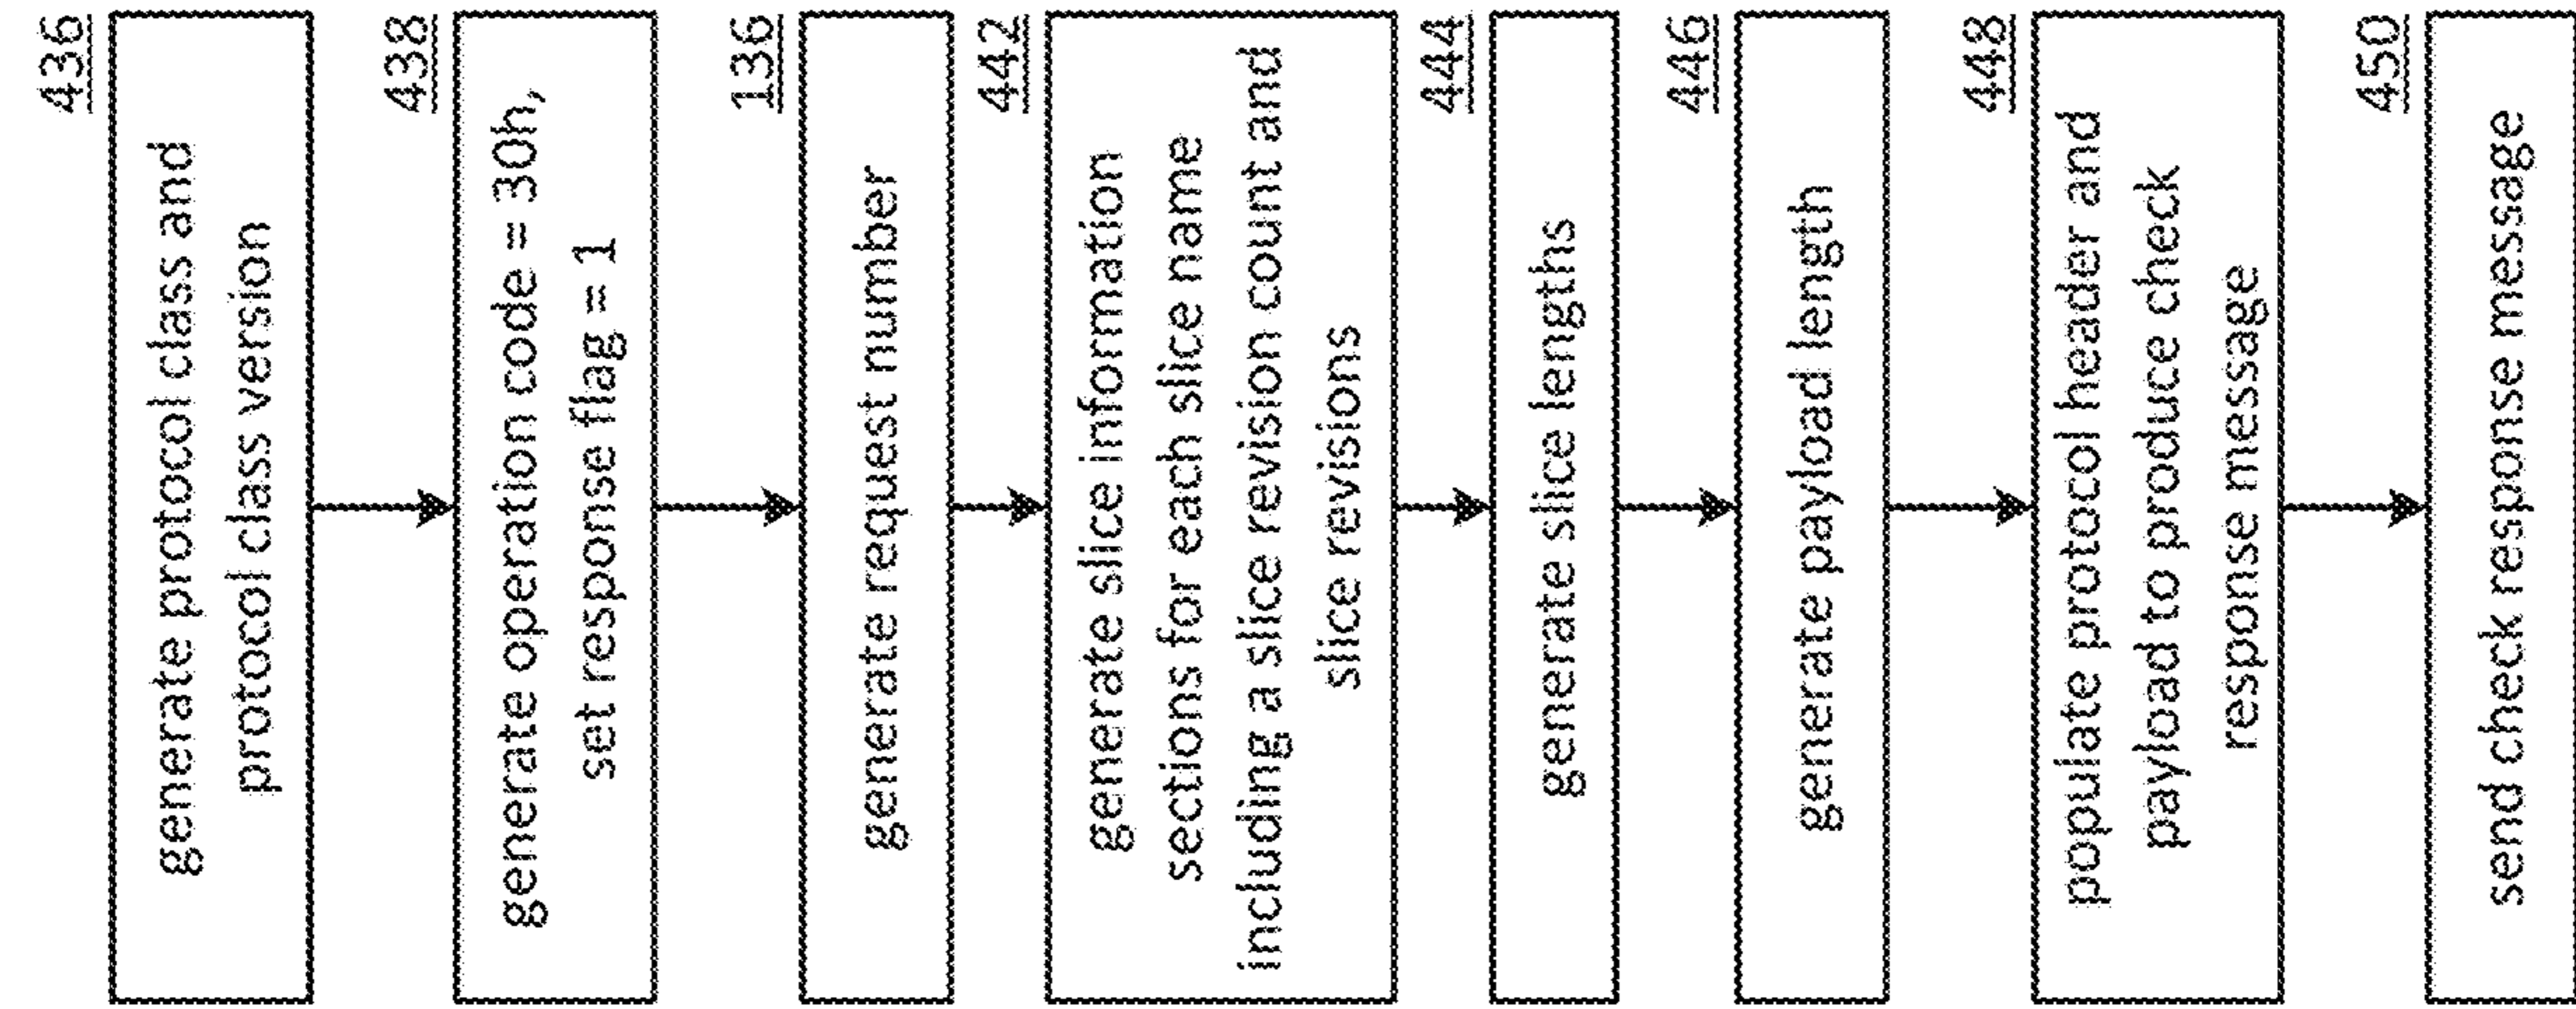 436
generate protocol class and
protocol class version
438
generate operation code = 30h,
set response flag = 1
136
generate request number
442
generate slice information
sections for each slice name
including a slice revision count and
slice revisions
444
generate slice lengths
446
generate payload length
448
populate protocol header and
payload to produce check
response message
450
send check response message